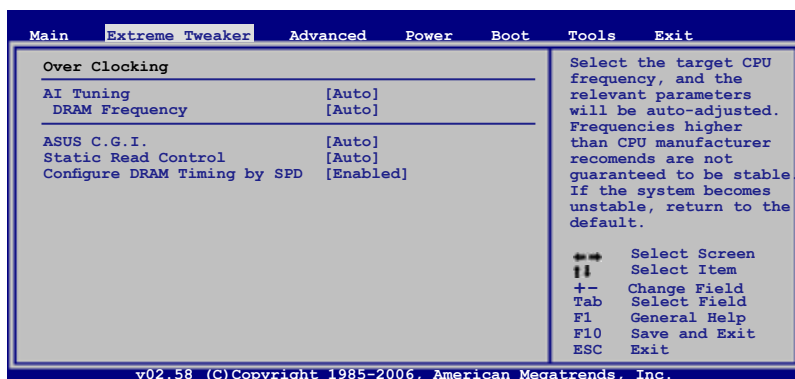 Main Extreme Tweaker Advanced Power Boot Tools Exit
Over Clocking
AI Tuning [Auto]
DRAM Frequency [Auto]
ASUS C.G.I. [Auto]
Static Read Control [Auto]
Configure DRAM Timing by SPD [Enabled]
Select the target CPU
frequency, and the
relevant parameters
will be auto-adjusted.
Frequencies higher
than CPU manufacturer
recomends are not
guaranteed to be stable.
If the system becomes
unstable, return to the
default.
Select Screen
Select Item
+- Change Field
Tab Select Field
F1 General Help
F10 Save and Exit
ESC Exit
v02.58 (C)Copyright 1985-2006, American Megatrends, Inc.